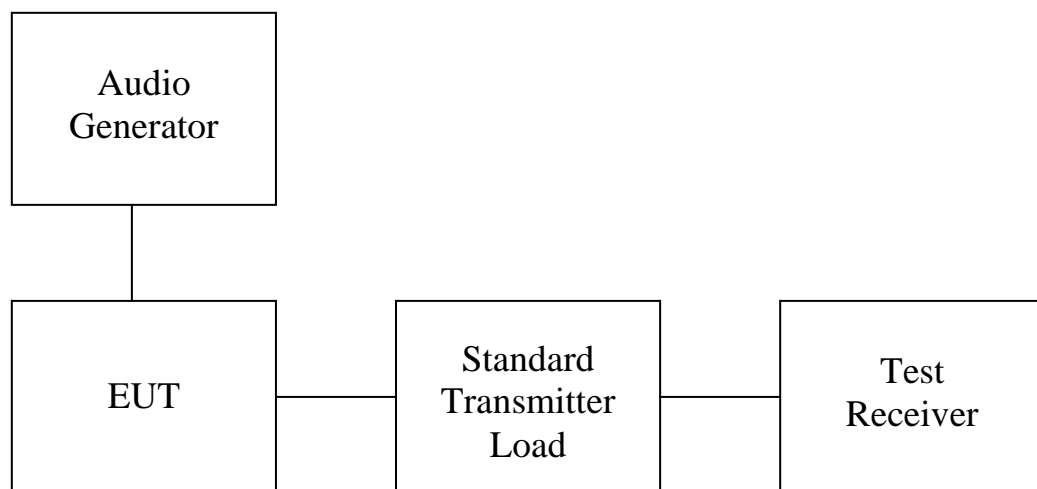 Audio
Generator
EUT
Standard
Transmitter
Load
Test
Receiver